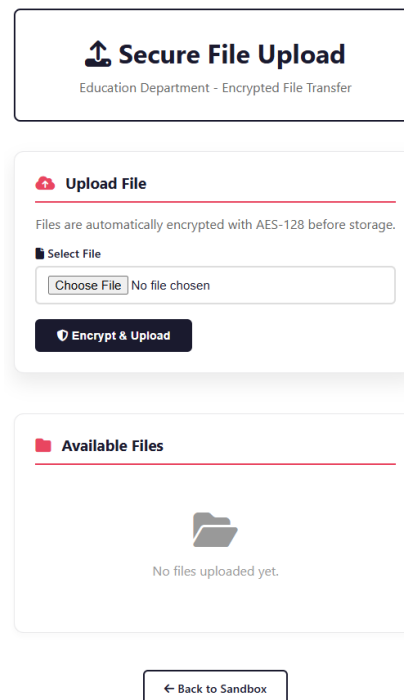 Secure File Upload
Education Department - Encrypted File Transfer
Upload File
Files are automatically encrypted with AES-128 before storage.
Select File
Choose File No file chosen
Encrypt & Upload
Available Files
No files uploaded yet.
Back to Sandbox